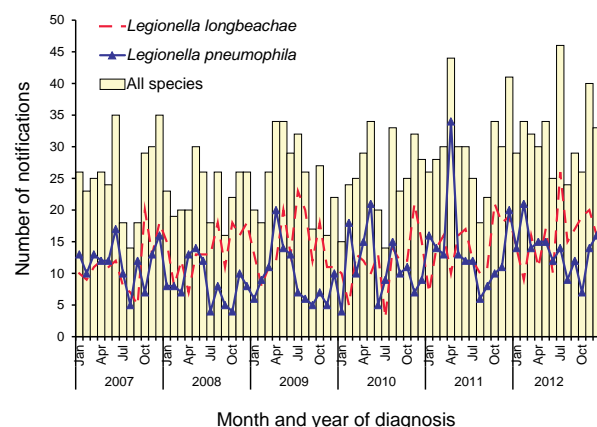 50
45
40
35
30
25
20
15
10
5
0
Number of notifications
Legionella longbeachae
Legionella pneumophila
All species
Jan Apr Jul Oct Jan Apr Jul Oct Jan Apr Jul Oct Jan Apr Jul Oct Jan Apr Jul Oct Jan Apr Jul Oct
2007 2008 2009 2010 2011 2012
Month and year of diagnosis